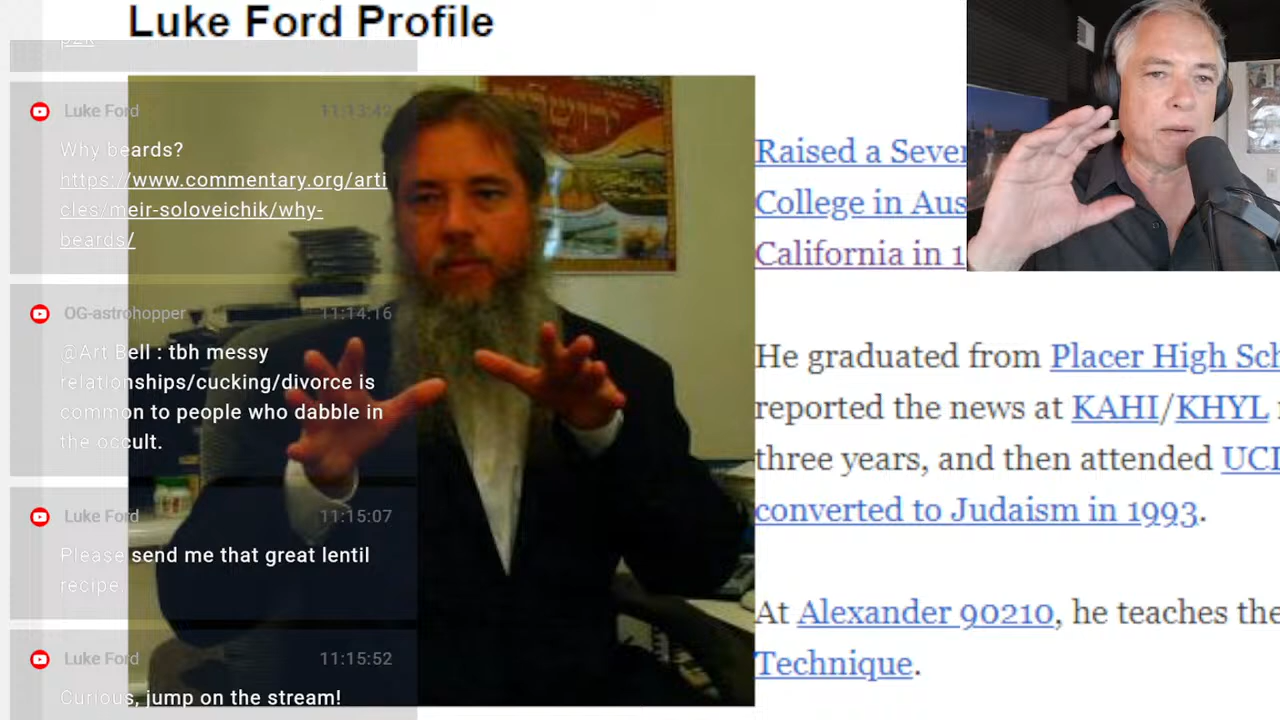 Luke Ford Profile
Luke Ford 11:13:42
Why beards?
https://www.commentary.org/arti
cles/meir-soloveichik/why-
beards/
OG-astrohopper 11:14:16
@Art Bell : tbh messy
relationships/cucking/divorce is
common to people who dabble in
the occult.
Luke Ford 11:15:07
Please send me that great lentil
recipe
Luke Ford 11:15:52
Curious, jump on the stream!
Raised a Seve
College in Aus
California in 1
He graduated from Placer High Sch
reported the news at KAHI/KHYL
three years, and then attended UCL
converted to Judaism in 1993.
At Alexander 90210, he teaches the
Technique.